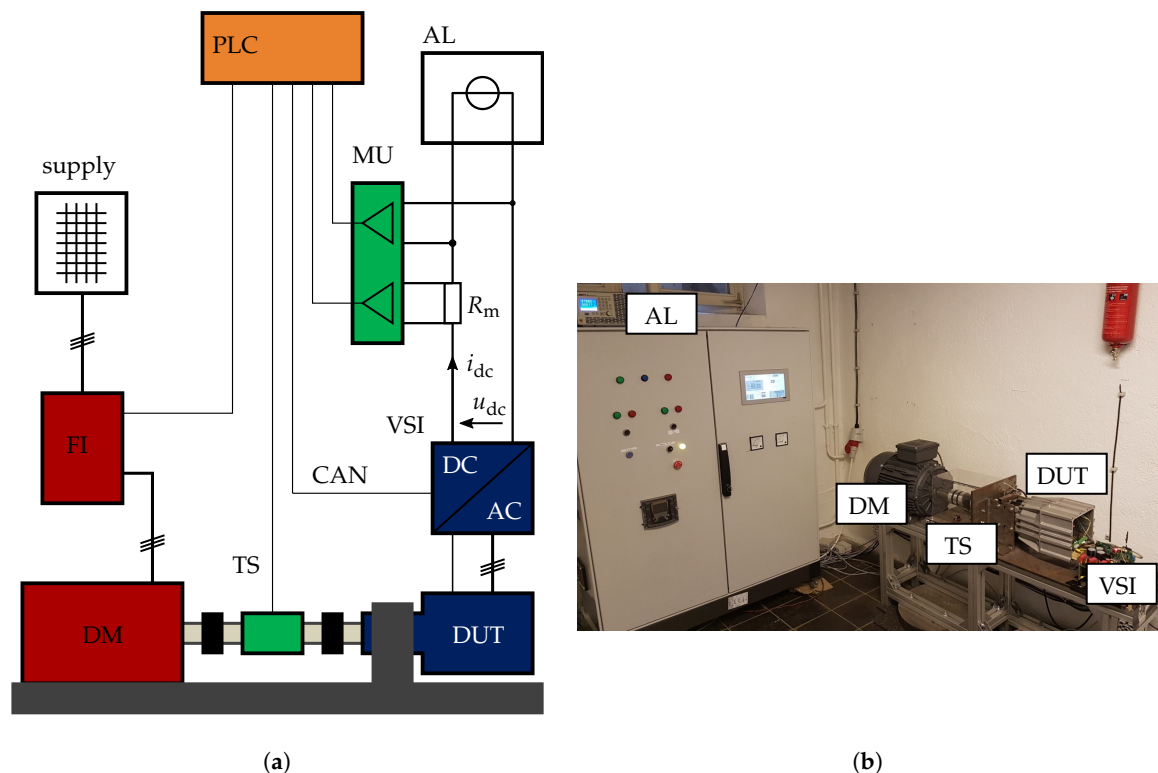 PLC
AL
supply
MU
R_m
i_dc
u_dc
VSI
FI
DC
CAN
AC
TS
DM
DUT
(a)
AL
DUT
DM
TS
VSI
(b)